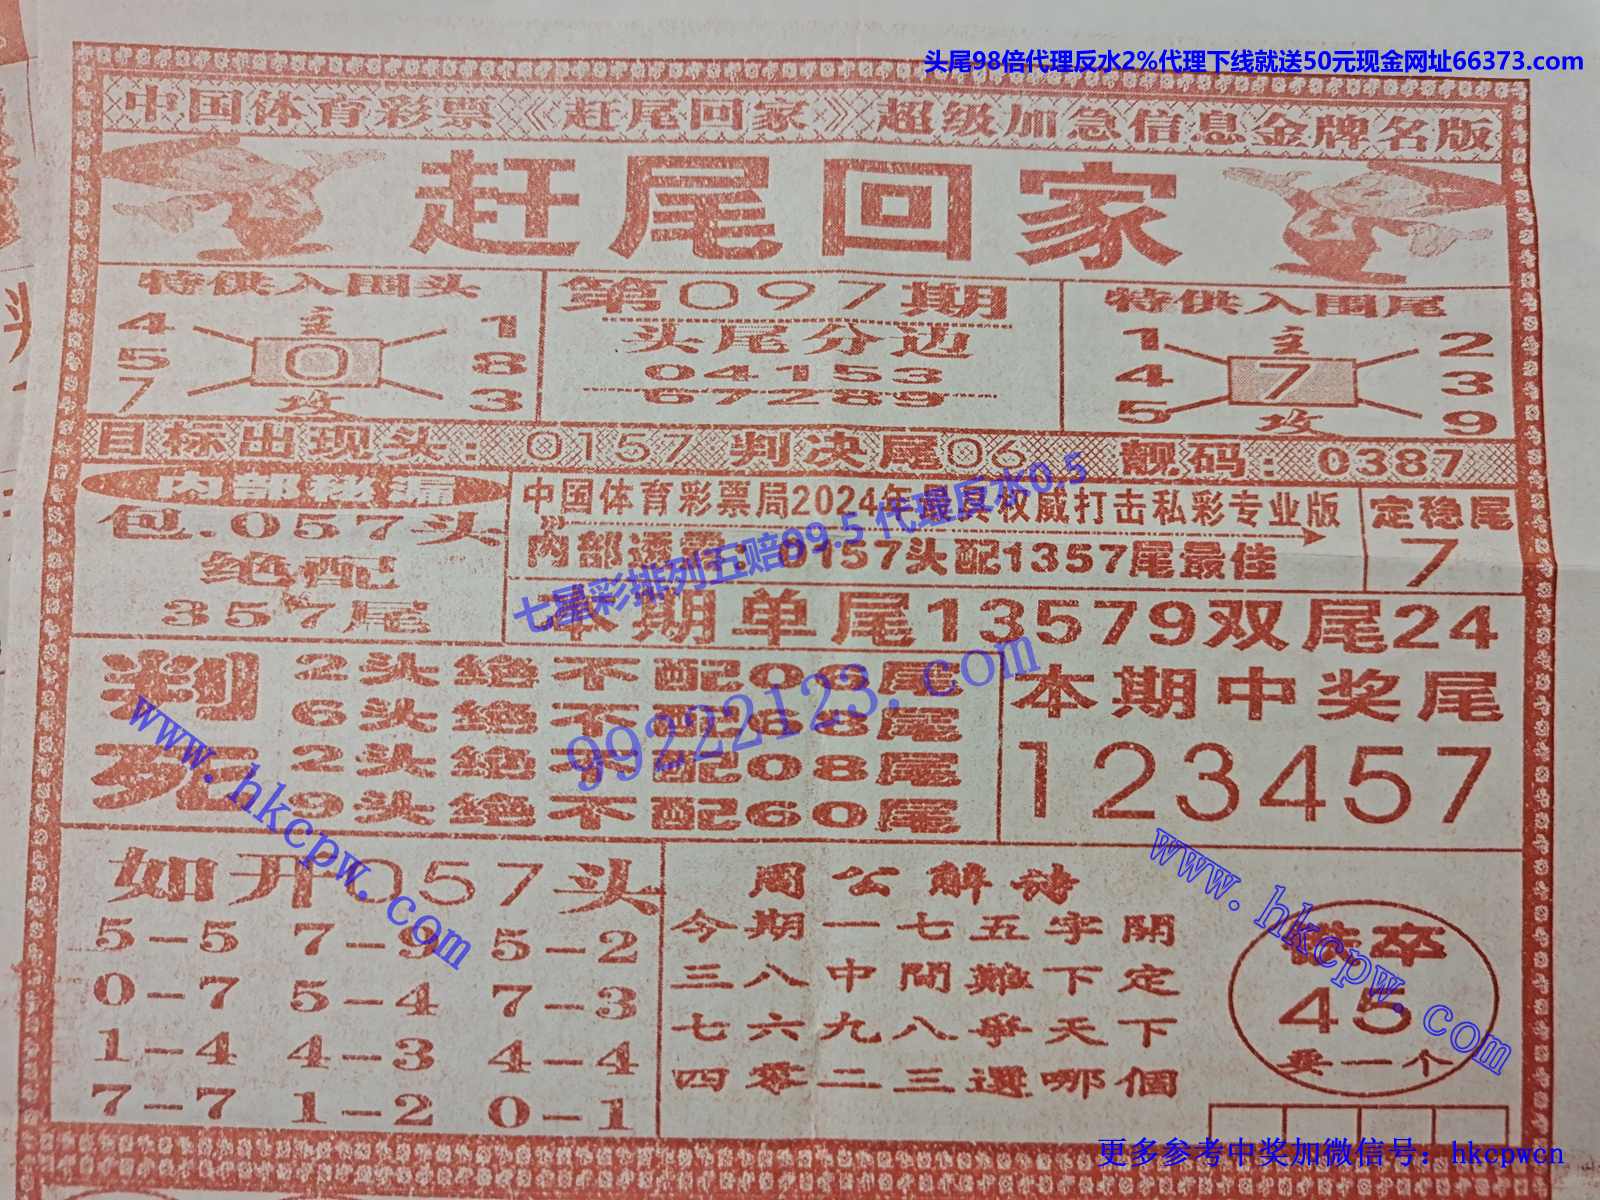 头尾98倍代理反水2%代理下线就送50元现金网址66373.com
中国体育彩票《赶尾回家》超级加急信息金牌名版
赶尾回家
特供入围头
4 主 1
5 0 8
7 攻 3
第097期
头尾分边
04153
67289
特供入围尾
1 主 2
4 7 3
5 攻 9
目标出现头：0157 判决尾06 靓码：0387
内部秘漏
包.057头
绝配
357尾
中国体育彩票局2024年最具权威打击私彩专业版
内部透露：0157头配1357尾最佳
定稳尾
7
七星彩排列五赔99.5 代理反水0.5
本期单尾13579双尾24
判死
2头绝不配08尾
6头绝不配68尾
2头绝不配08尾
9头绝不配60尾
99222123.com
本期中奖尾
123457
www.hkcpw.com
如开057头
5-5 7-9 5-2
0-7 5-4 7-3
1-4 4-3 4-4
7-7 1-2 0-1
周公解诗
今期一七五字開
三八中間難下定
七六九八爭天下
四零二三選哪個
www.hkcpw.com
卒
45
要一个
更多参考中奖加微信号：hkcpwcn